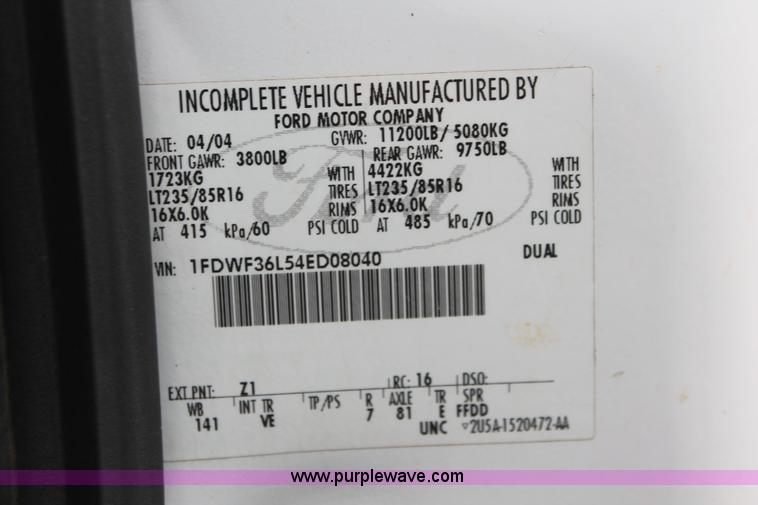 INCOMPLETE VEHICLE MANUFACTURED BY
FORD MOTOR COMPANY
DATE: 04/04 GVWR: 11200LB/ 5080KG
FRONT GAWR: 3800LB REAR GAWR: 9750LB
1723KG WITH 4422KG WITH
LT235/85R16 TIRES LT235/85R16 TIRES
16X6.0K RIMS 16X6.0K RIMS
AT 415 kPa/60 PSI COLD AT 485 kPa/70 PSI COLD
VIN: 1FDWF36L54ED08040 DUAL
Ford
EXT PNT: Z1 RC: 16 DSO:
WB INT TR TP/PS R AXLE TR SPR
141 VE 7 81 E FFDD
UNC ▽2U5A-1520472-AA
www.purplewave.com